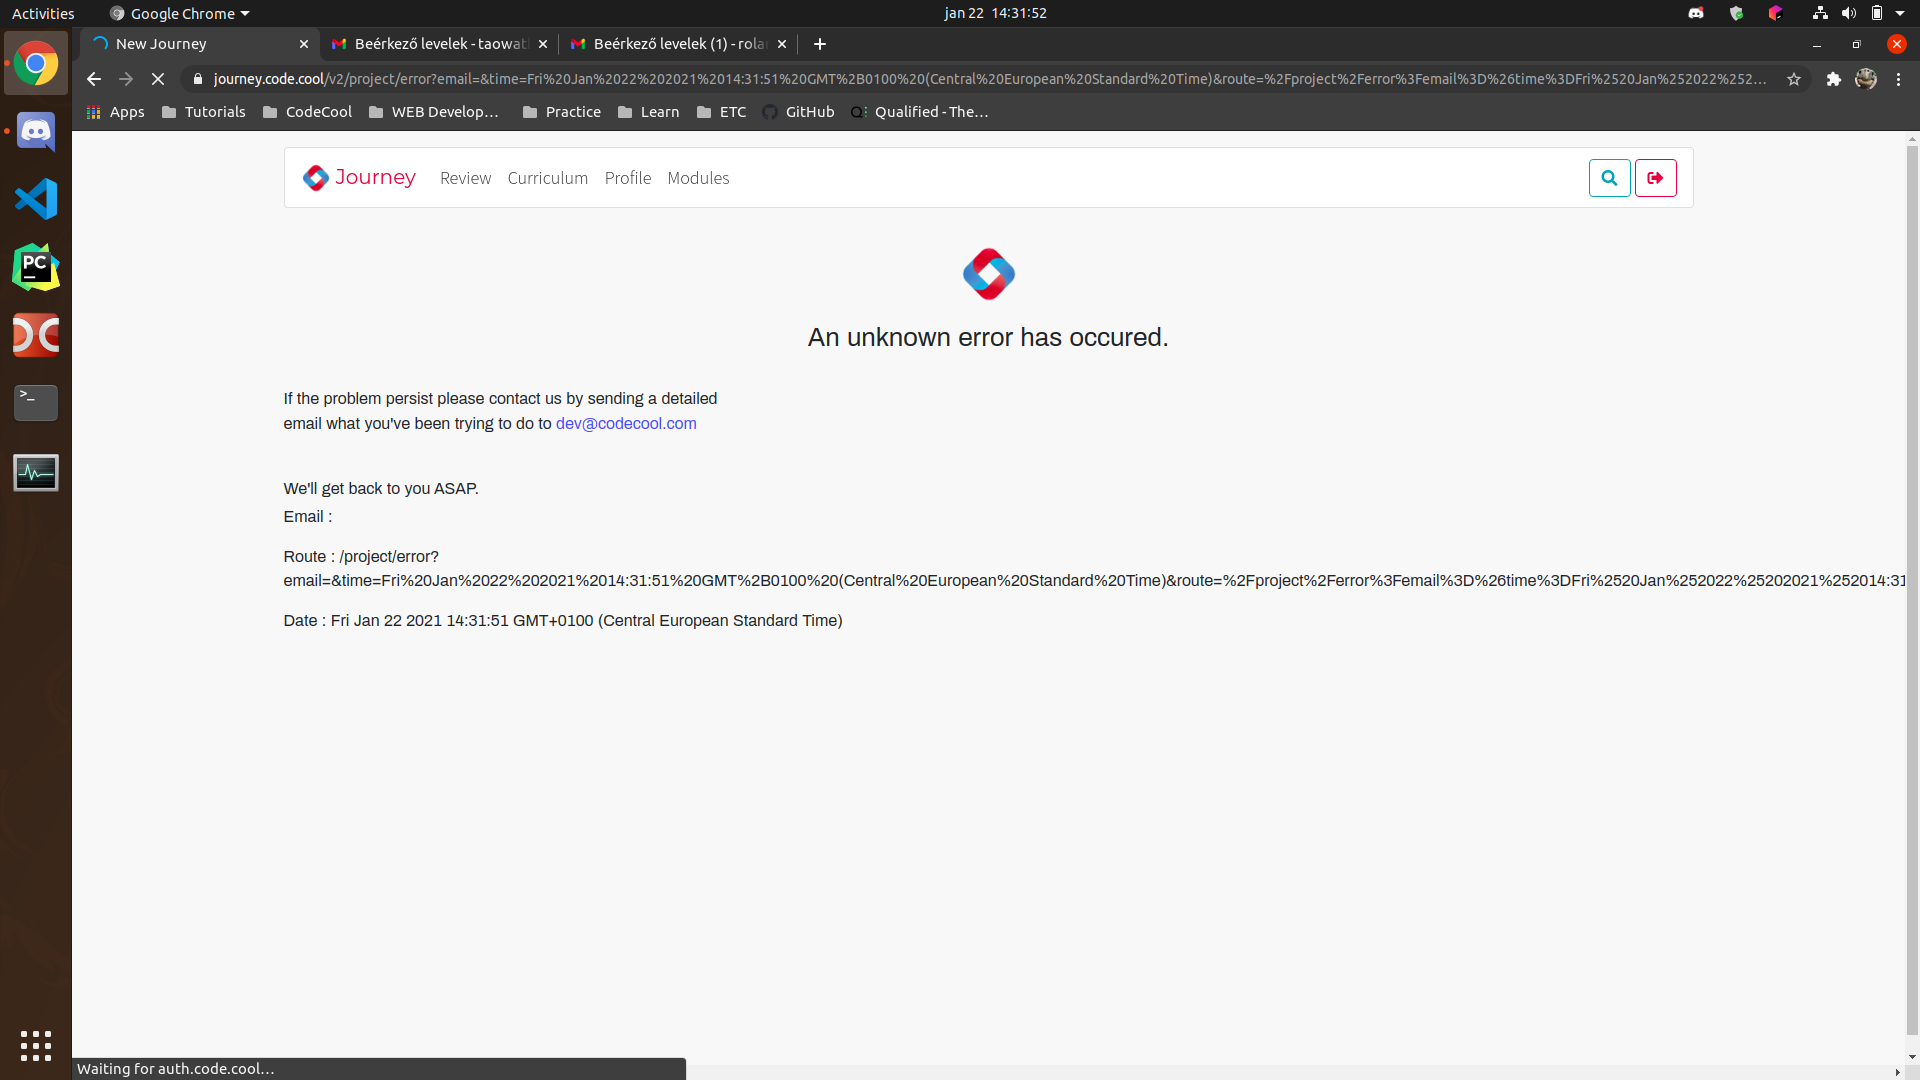 Activities
Google Chrome
jan 22 14:31:52
New Journey
Beérkező levelek - taowat
Beérkező levelek (1) - rola
journey.code.cool/v2/project/error?email=&time=Fri%20Jan%2022%202021%2014:31:51%20GMT%2B0100%20(Central%20European%20Standard%20Time)&route=%2Fproject%2Ferror%3Femail%3D%26time%3DFri%2520Jan%252022%252...
Apps
Tutorials
CodeCool
WEB Develop...
Practice
Learn
ETC
GitHub
Qualified - The...
PC
>_
Journey
Review
Curriculum
Profile
Modules
An unknown error has occured.
If the problem persist please contact us by sending a detailed
email what you've been trying to do to dev@codecool.com
We'll get back to you ASAP.
Email :
Route : /project/error?
email=&time=Fri%20Jan%2022%202021%2014:31:51%20GMT%2B0100%20(Central%20European%20Standard%20Time)&route=%2Fproject%2Ferror%3Femail%3D%26time%3DFri%2520Jan%252022%25202021%252014:31
Date : Fri Jan 22 2021 14:31:51 GMT+0100 (Central European Standard Time)
Waiting for auth.code.cool...